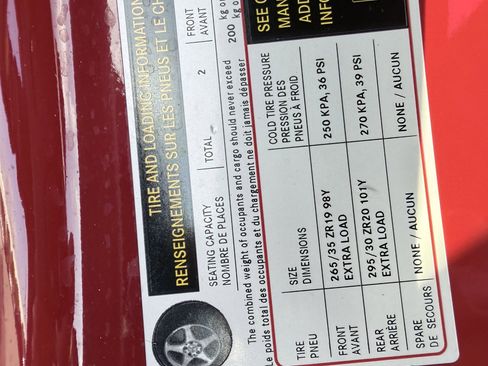 TIRE AND LOADING INFORMATION
RENSEIGNEMENTS SUR LES PNEUS ET LE CH
SEATING CAPACITY
NOMBRE DE PLACES
TOTAL 2
FRONT
AVANT
The combined weight of occupants and cargo should never exceed
Le poids total des occupants et du chargement ne doit jamais dépasser
200 kg o
kg o
TIRE
PNEU
SIZE
DIMENSIONS
COLD TIRE PRESSURE
PRESSION DES
PNEUS À FROID
FRONT
AVANT
265/35 ZR19 98Y
EXTRA LOAD
250 KPA, 36 PSI
REAR
ARRIÈRE
295/30 ZR20 101Y
EXTRA LOAD
270 KPA, 39 PSI
SPARE
DE SECOURS
NONE / AUCUN
NONE / AUCUN
SEE O
MAN
ADD
INFO